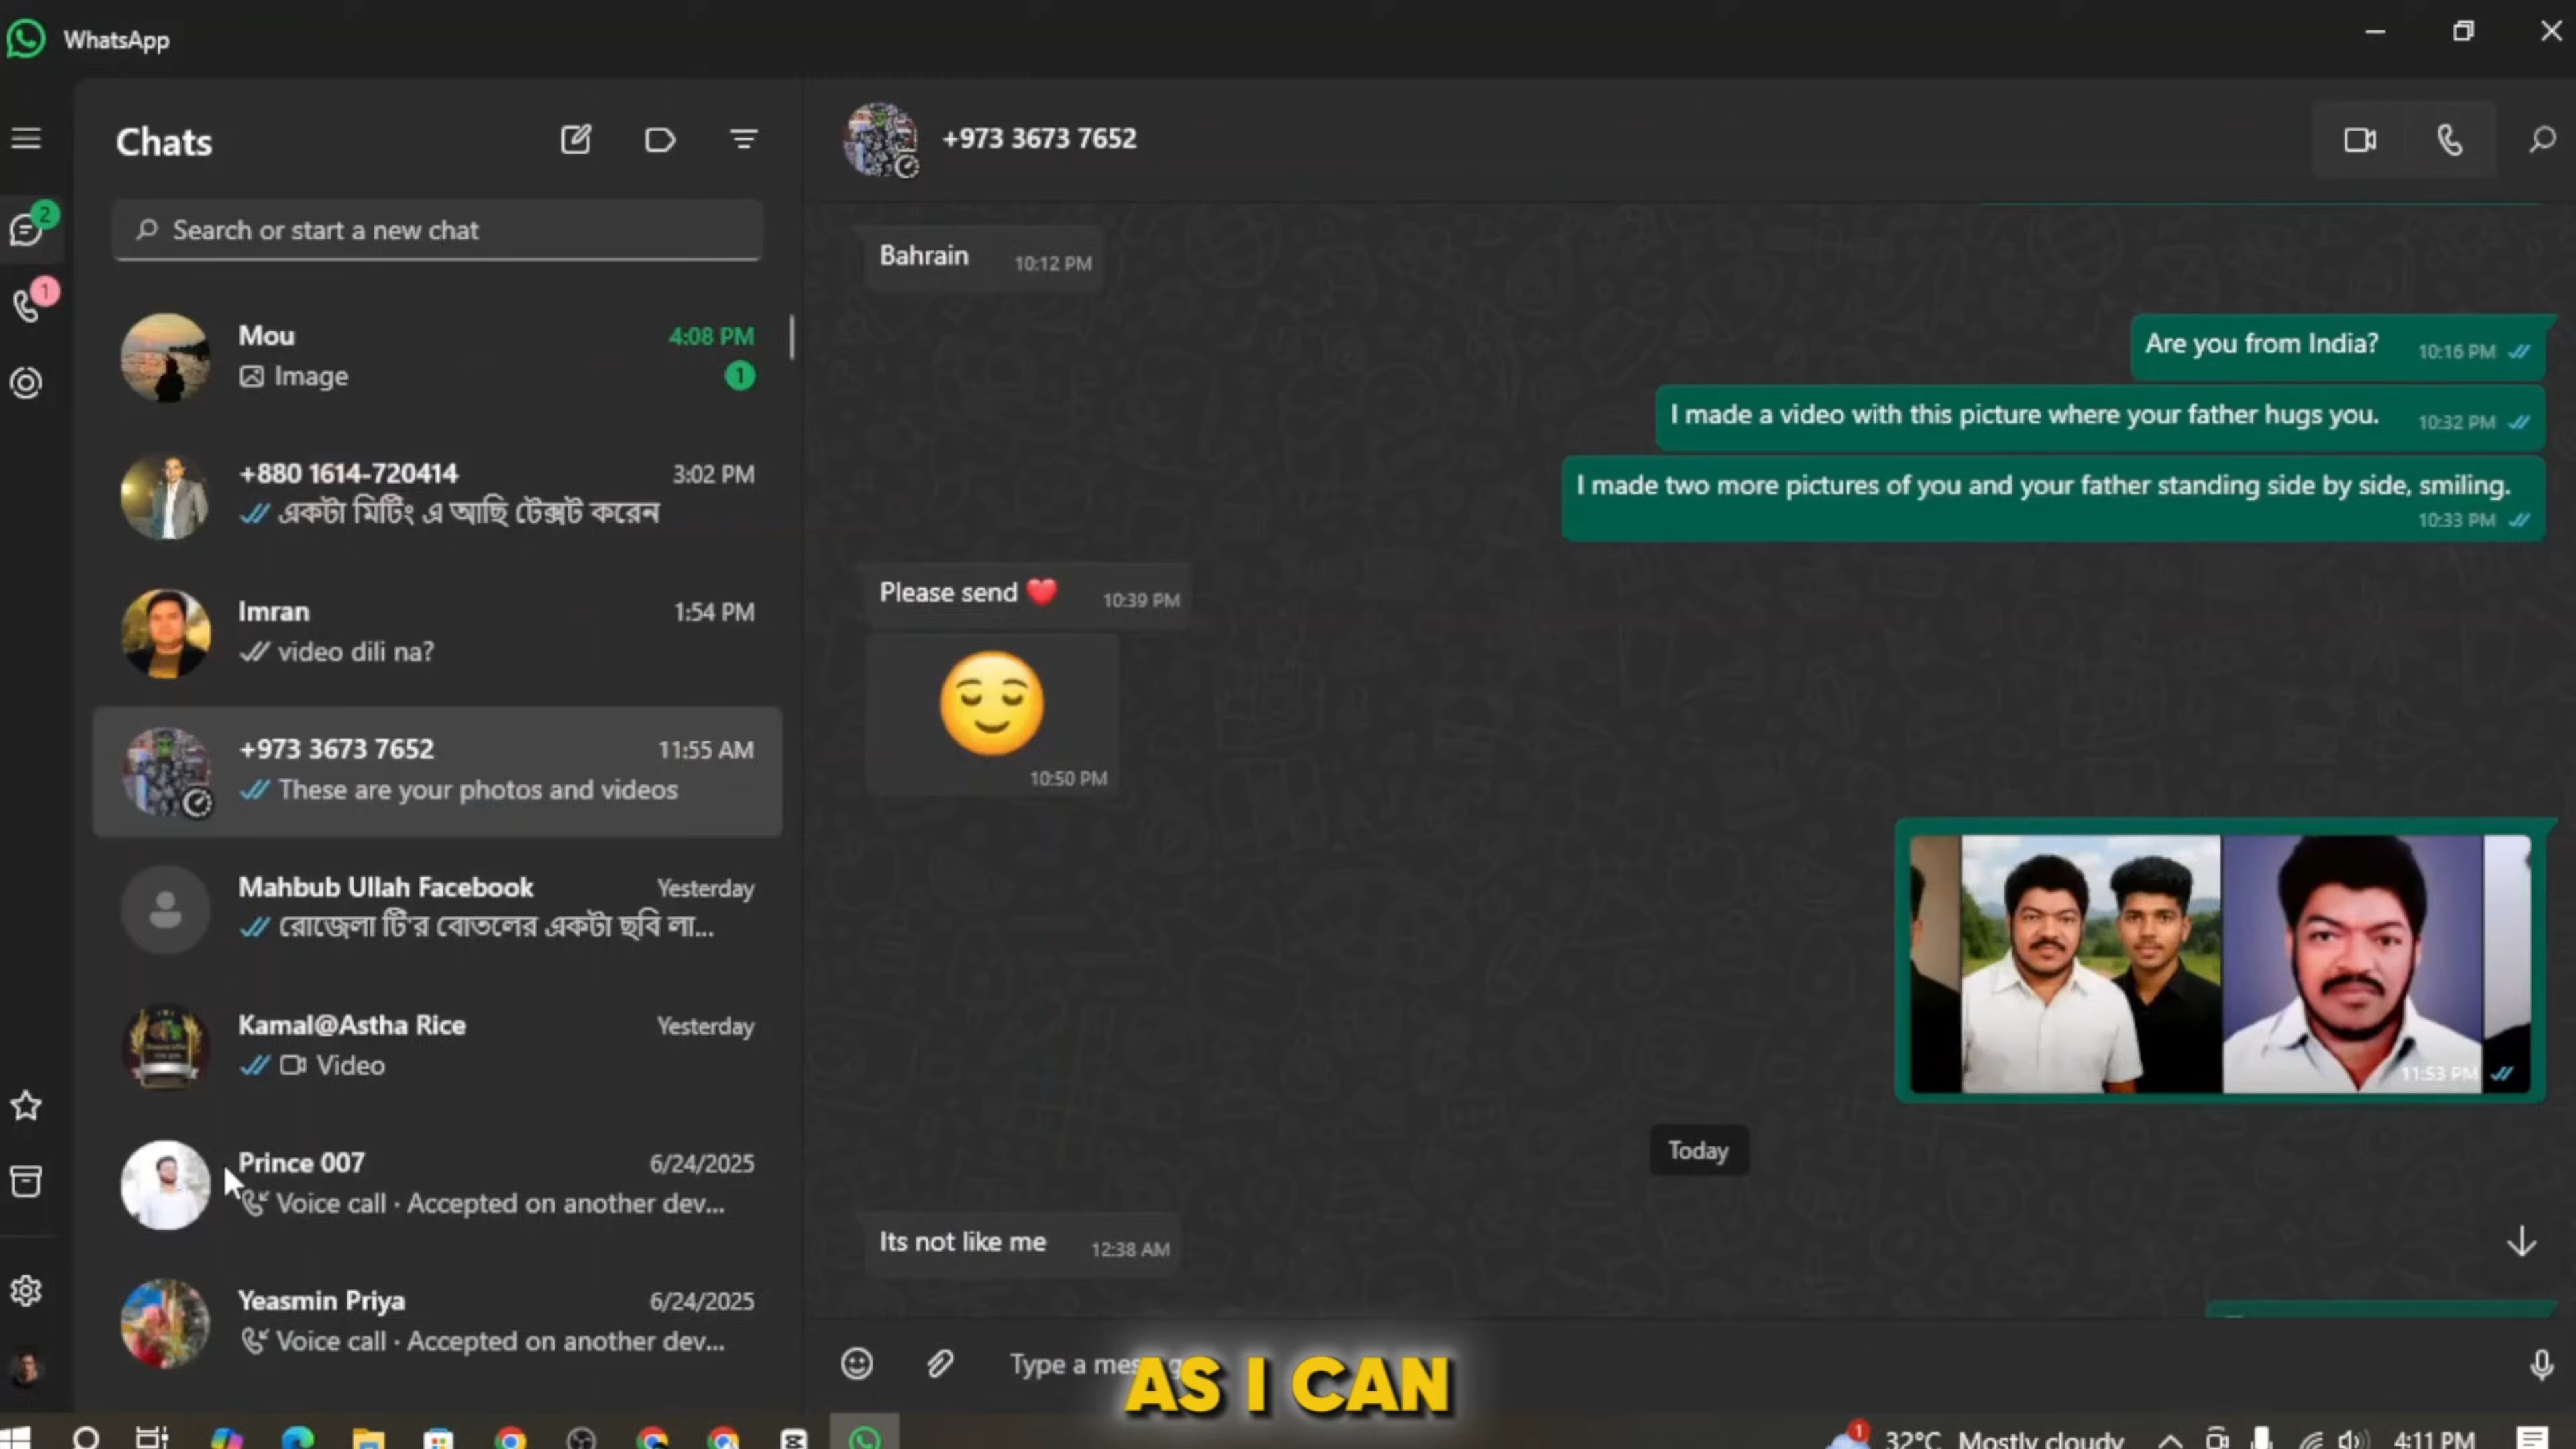 WhatsApp
Chats
Search or start a new chat
2
1
Mou 4:08 PM
Image 1
+880 1614-720414 3:02 PM
একটা মিটিং এ আছি টেক্সট করেন
Imran 1:54 PM
video dili na?
+973 3673 7652 11:55 AM
These are your photos and videos
Mahbub Ullah Facebook Yesterday
রোজেলা টি'র বোতলের একটা ছবি লা...
Kamal@Astha Rice Yesterday
Video
Prince 007 6/24/2025
Voice call · Accepted on another dev...
Yeasmin Priya 6/24/2025
Voice call · Accepted on another dev...
+973 3673 7652
Bahrain 10:12 PM
Are you from India? 10:16 PM
I made a video with this picture where your father hugs you. 10:32 PM
I made two more pictures of you and your father standing side by side, smiling.
10:33 PM
Please send ❤️ 10:39 PM
😌
10:50 PM
11:53 PM
Today
Its not like me 12:38 AM
Type a
AS I CAN
1
32°C Mostly cloudy 4:11 PM